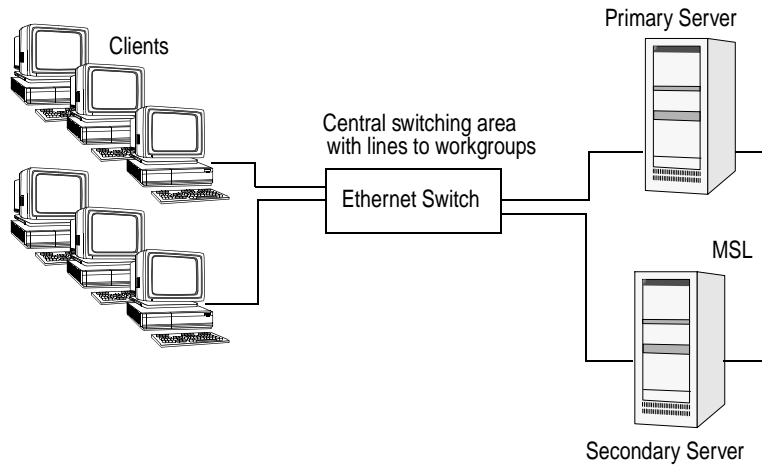 Primary Server
Clients
Central switching area
with lines to workgroups
Ethernet Switch
MSL
Secondary Server